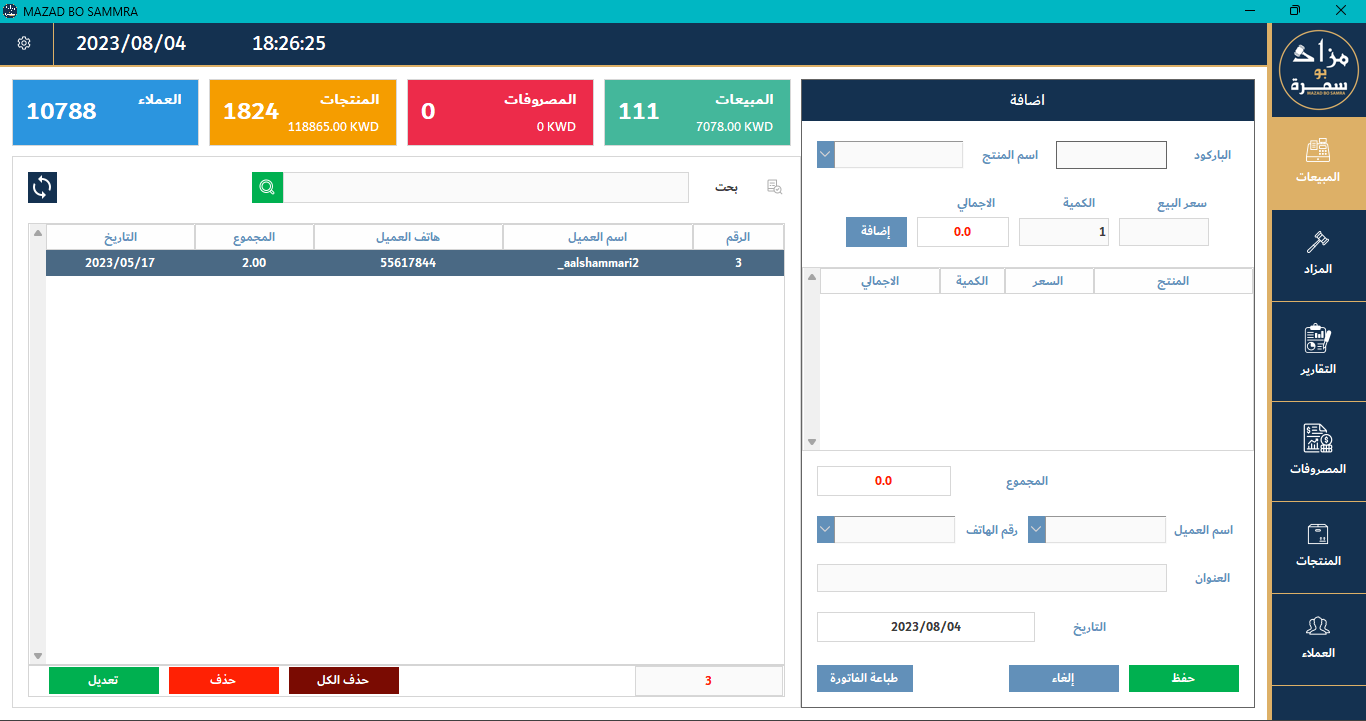 MAZAD BO SAMMRA
2023/08/04
18:26:25
مزاد
بو
سمرة
MAZAD BO SAMRA
المبيعات
المزاد
التقارير
المصروفات
المنتجات
العملاء
المبيعات
111
7078.00 KWD
المصروفات
0
0 KWD
المنتجات
1824
118865.00 KWD
العملاء
10788
اضافة
الباركود
اسم المنتج
سعر البيع
الكمية
الاجمالي
1
0.0
إضافة
المنتج السعر الكمية الاجمالي
المجموع
0.0
اسم العميل
رقم الهاتف
العنوان
التاريخ
2023/08/04
حفظ
إلغاء
طباعة الفاتورة
بحت
الرقم اسم العميل هاتف العميل المجموع التاريخ
3 _aalshammari2 55617844 2.00 2023/05/17
3
حذف الكل
حذف
تعديل